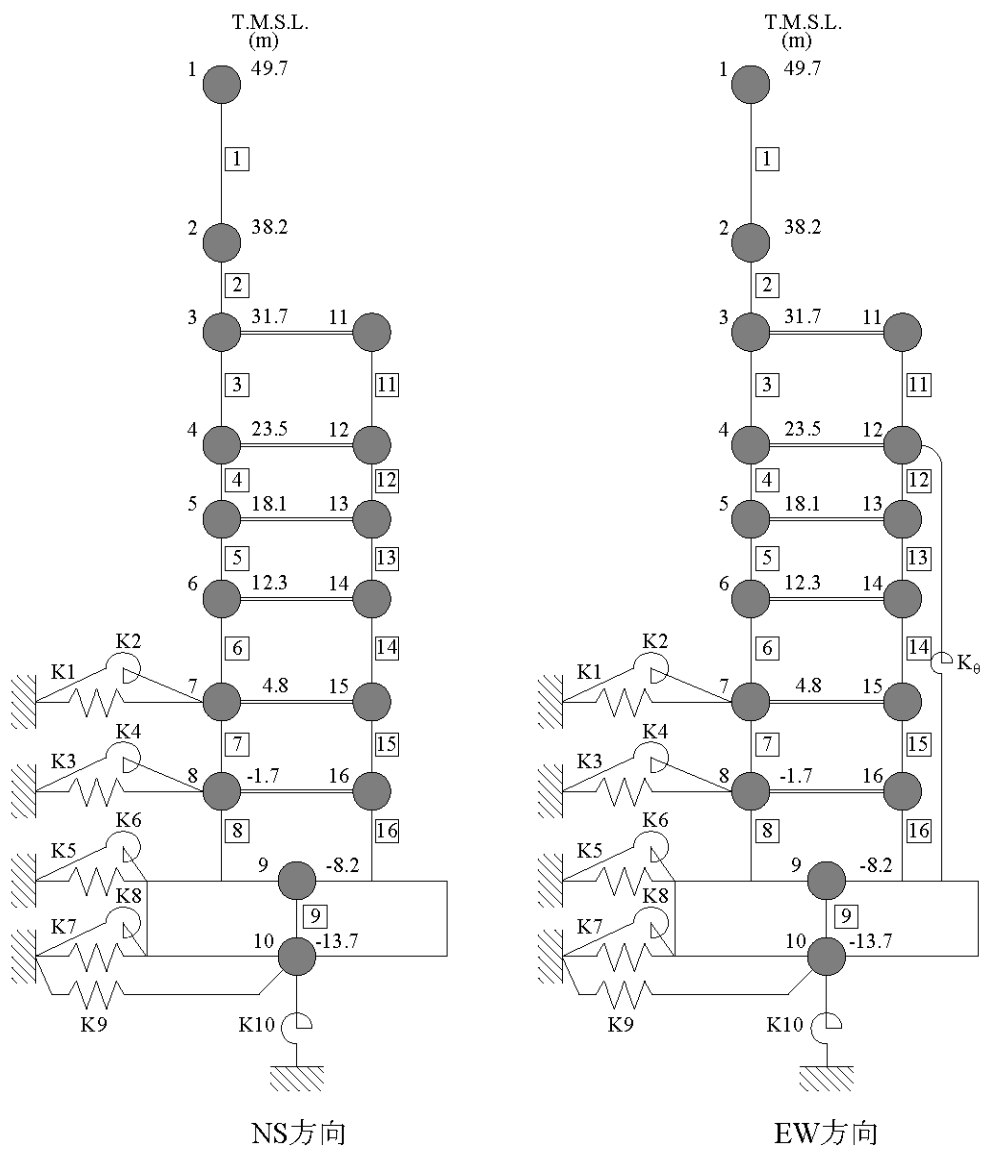 T.M.S.L.
(m)
1 49.7
1
2 38.2
2
3 31.7 11
3 11
4 23.5 12
4 12
5 18.1 13
5 13
6 12.3 14
K2 6 14
K1 7 4.8 15
K4 7 15
K3 8 -1.7 16
K6 8 16
K5 9 -8.2
K8 9
K7 10 -13.7
K9 K10
NS方向
T.M.S.L.
(m)
1 49.7
1
2 38.2
2
3 31.7 11
3 11
4 23.5 12
4 12
5 18.1 13
5 13
6 12.3 14
K2 6 14 Kθ
K1 7 4.8 15
K4 7 15
K3 8 -1.7 16
K6 8 16
K5 9 -8.2
K8 9
K7 10 -13.7
K9 K10
EW方向